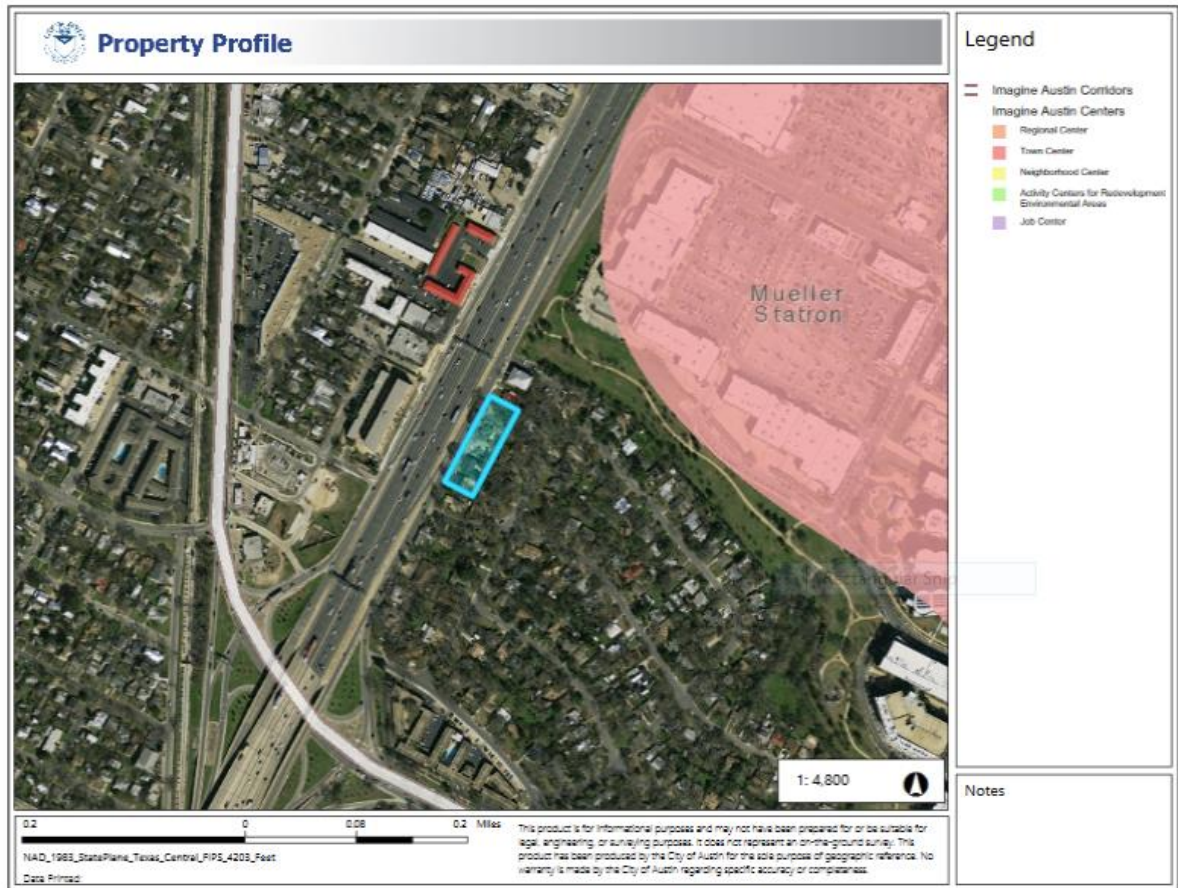 Property Profile
Legend
Imagine Austin Corridors
Imagine Austin Centers
Regional Center
Town Center
Neighborhood Center
Activity Centers for Redevelopment
Environmental Areas
Job Center
Mueller
Station
1: 4,800
Notes
0.2 0 0.08 0.2 Miles
NAD_1983_StatePlane_Texas_Central_FIPS_4203_Feet
Date Printed:
This product is for informational purposes and may not have been prepared for or be suitable for
legal, engineering, or surveying purposes. It does not represent an on-the-ground survey. This
product has been produced by the City of Austin for the sole purpose of geographic reference. No
warranty is made by the City of Austin regarding specific accuracy or completeness.